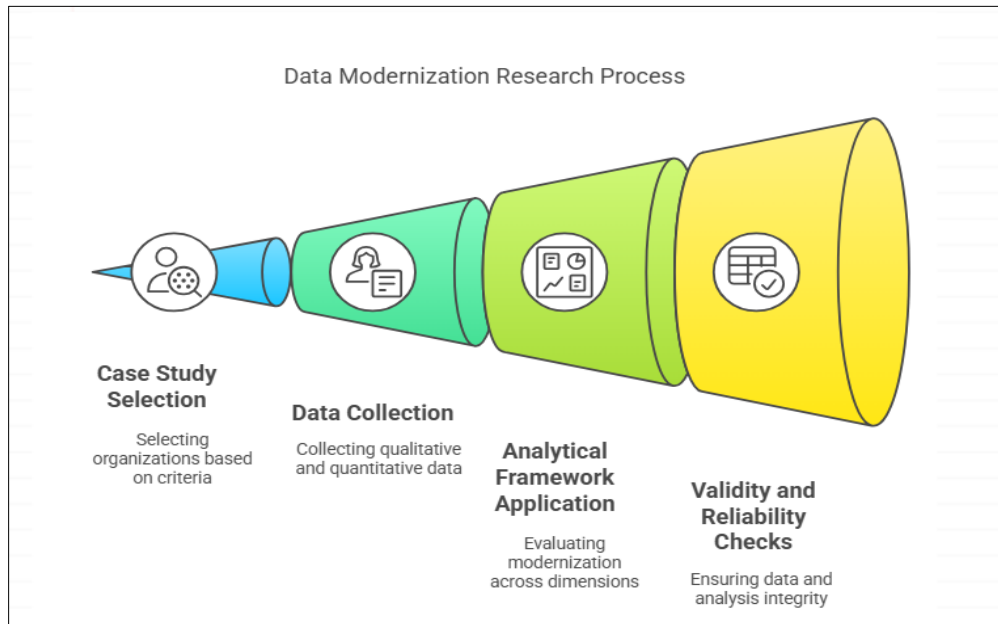 Data Modernization Research Process
Case Study
Selection
Selecting
organizations based
on criteria
Data Collection
Collecting qualitative
and quantitative data
Analytical
Framework
Application
Evaluating
modernization
across dimensions
Validity and
Reliability
Checks
Ensuring data and
analysis integrity